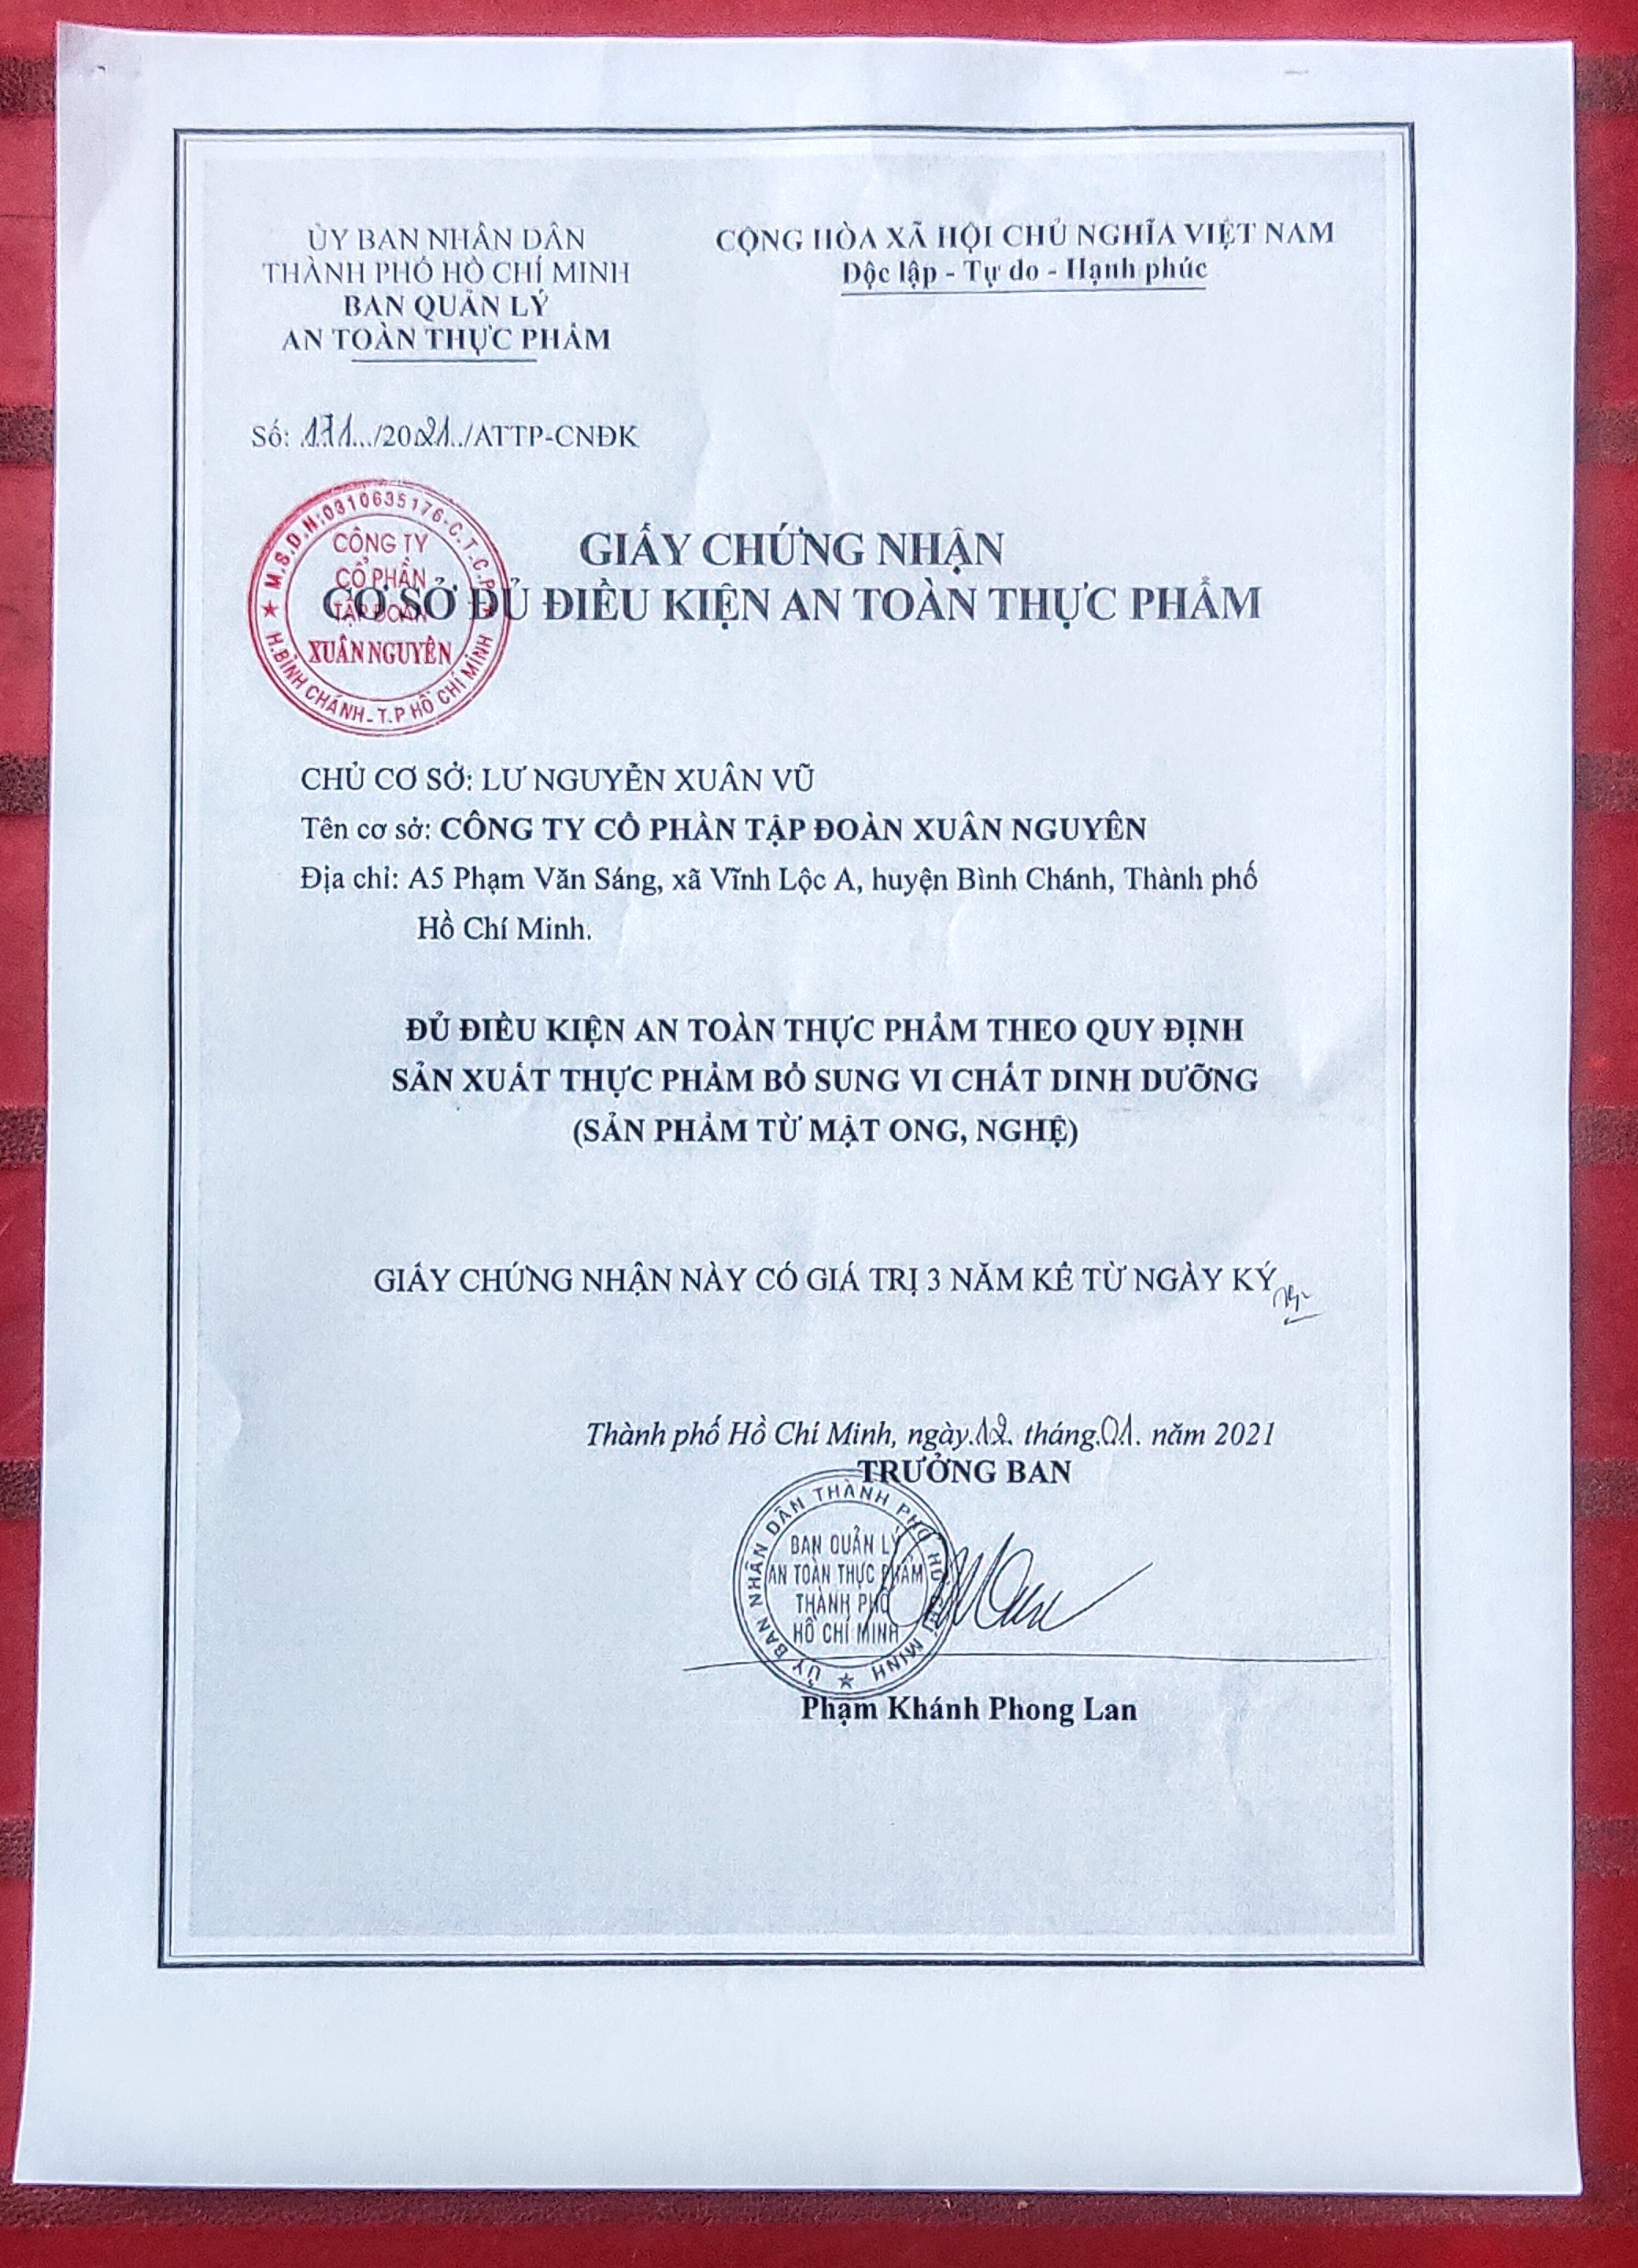 ỦY BAN NHÂN DÂN
THÀNH PHỐ HỒ CHÍ MINH
BAN QUẢN LÝ
AN TOÀN THỰC PHẨM
CỘNG HÒA XÃ HỘI CHỦ NGHĨA VIỆT NAM
Độc lập - Tự do - Hạnh phúc
Số: 171.../2021./ATTP-CNĐK
M.S.D.N:0310635176-C.T.C.P
CÔNG TY
CỔ PHẦN
TẬP ĐOÀN
XUÂN NGUYÊN
H.BÌNH CHÁNH-T.P HỒ CHÍ MINH
GIẤY CHỨNG NHẬN
CƠ SỞ ĐỦ ĐIỀU KIỆN AN TOÀN THỰC PHẨM
CHỦ CƠ SỞ: LƯ NGUYỄN XUÂN VŨ
Tên cơ sở: CÔNG TY CỔ PHẦN TẬP ĐOÀN XUÂN NGUYÊN
Địa chỉ: A5 Phạm Văn Sáng, xã Vĩnh Lộc A, huyện Bình Chánh, Thành phố
Hồ Chí Minh.
ĐỦ ĐIỀU KIỆN AN TOÀN THỰC PHẨM THEO QUY ĐỊNH
SẢN XUẤT THỰC PHẨM BỔ SUNG VI CHẤT DINH DƯỠNG
(SẢN PHẨM TỪ MẬT ONG, NGHỆ)
GIẤY CHỨNG NHẬN NÀY CÓ GIÁ TRỊ 3 NĂM KỂ TỪ NGÀY KÝ
Thành phố Hồ Chí Minh, ngày.12. tháng.01. năm 2021
TRƯỞNG BAN
ỦY BAN NHÂN DÂN THÀNH PHỐ HỒ CHÍ MINH
BAN QUẢN LÝ
AN TOÀN THỰC PHẨM
THÀNH PHỐ
HỒ CHÍ MINH
Phạm Khánh Phong Lan